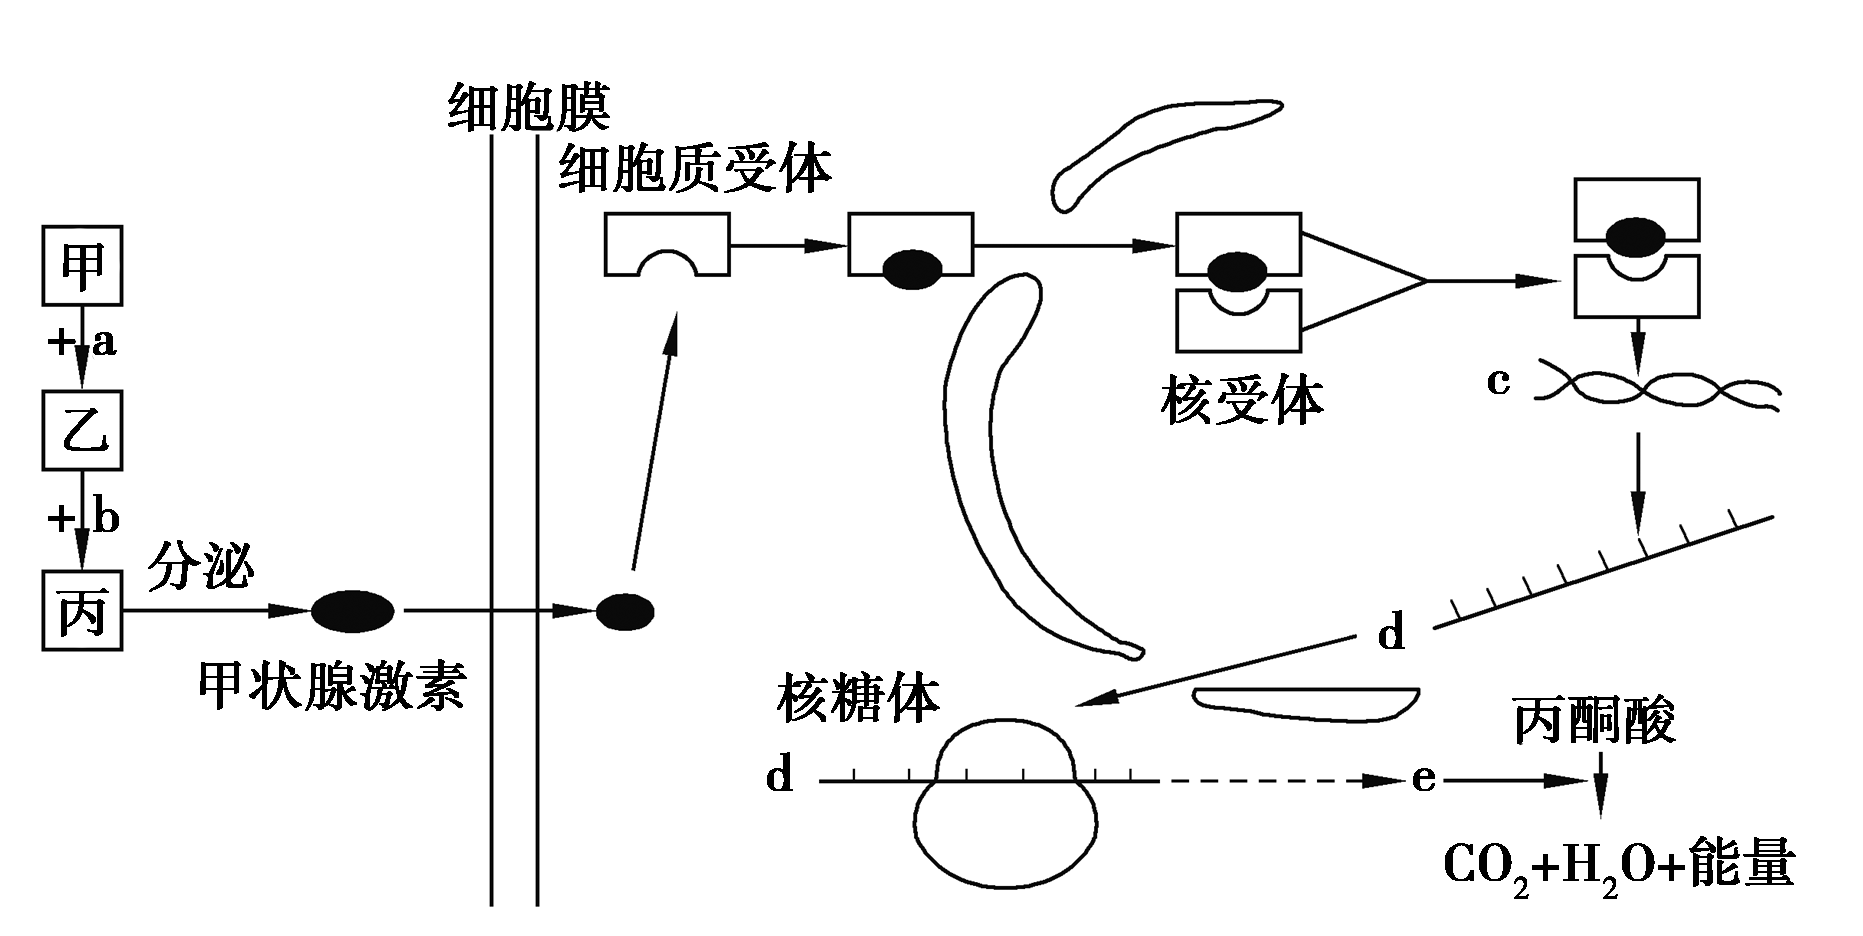 细胞膜
细胞质受体
甲
+a
乙
+b
丙
分泌
甲状腺激素
核受体
c
d
核糖体
d
e
丙酮酸
CO₂+H₂O+能量